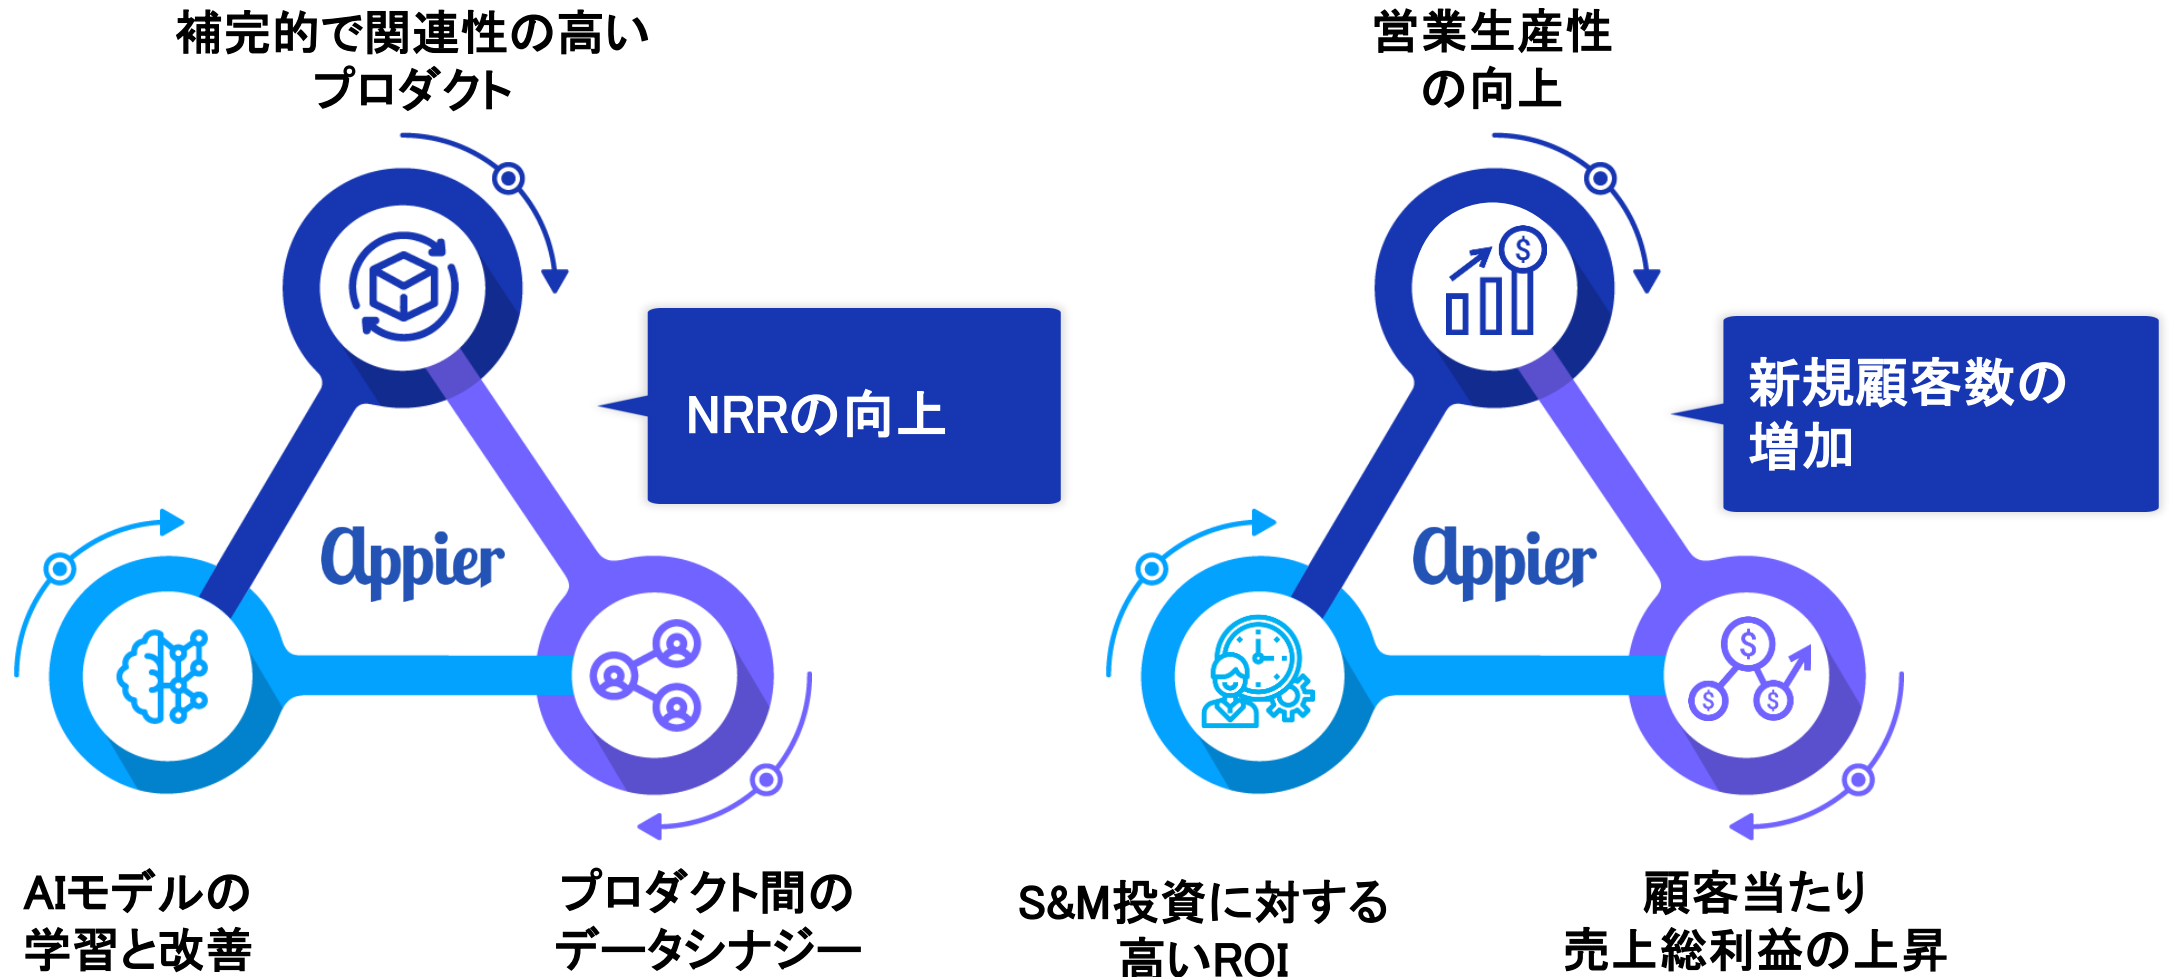 補完的で関連性の高い
プロダクト
NRRの向上
appier
AIモデルの
学習と改善
プロダクト間の
データシナジー
営業生産性
の向上
$
新規顧客数の
増加
appier
$
$
$
S&M投資に対する
高いROI
顧客当たり
売上総利益の上昇